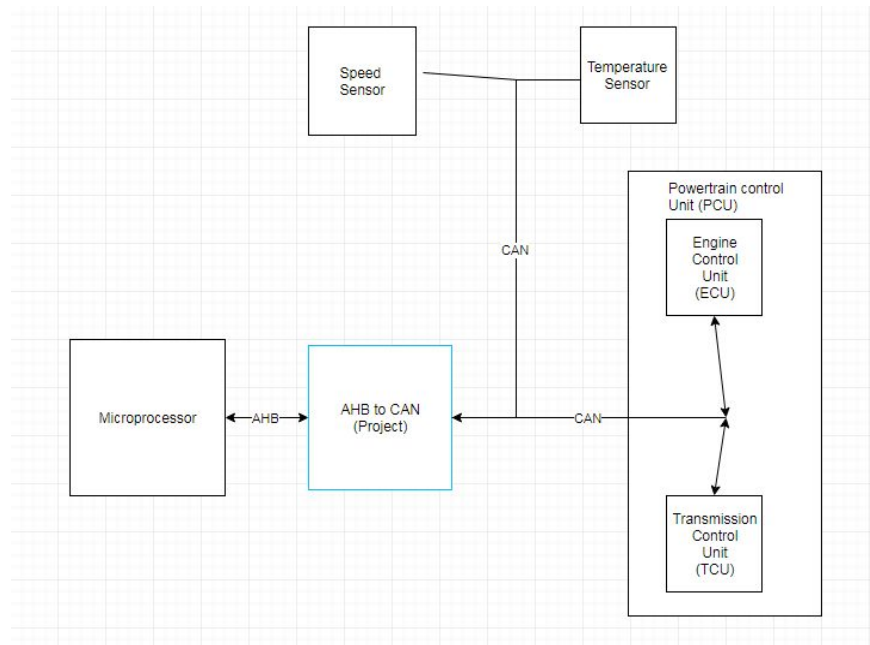 Speed
Sensor
Temperature
Sensor
Powertrain control
Unit (PCU)
Engine
Control
Unit
(ECU)
CAN
Microprocessor
AHB
AHB to CAN
(Project)
CAN
Transmission
Control
Unit
(TCU)